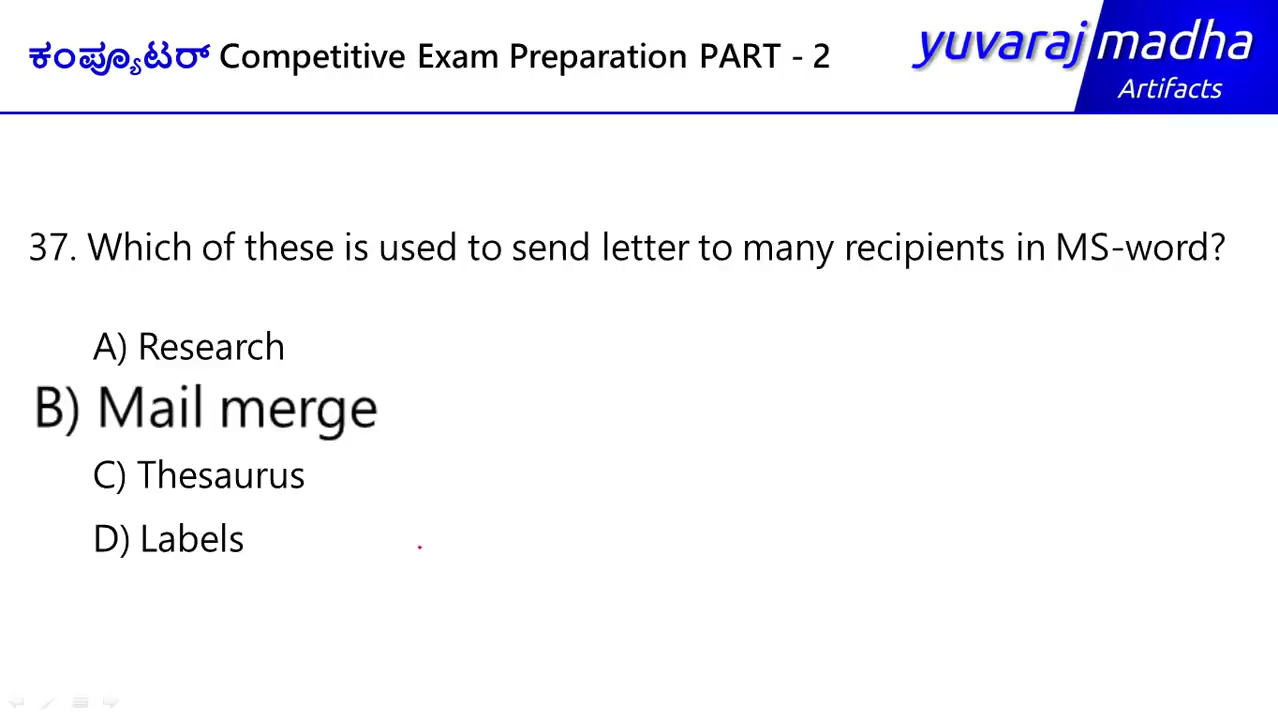 ಕಂಪ್ಯೂಟರ್ Competitive Exam Preparation PART - 2
yuvaraj madha
Artifacts
37. Which of these is used to send letter to many recipients in MS-word?
A) Research
B) Mail merge
C) Thesaurus
D) Labels